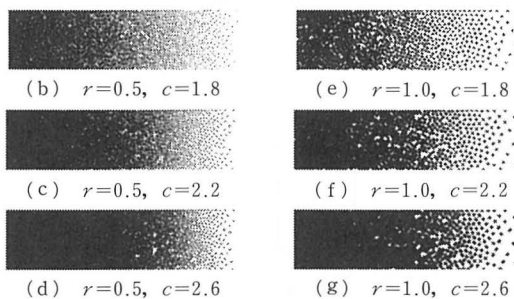 (b) r=0.5, c=1.8
(e) r=1.0, c=1.8
(c) r=0.5, c=2.2
(f) r=1.0, c=2.2
(d) r=0.5, c=2.6
(g) r=1.0, c=2.6